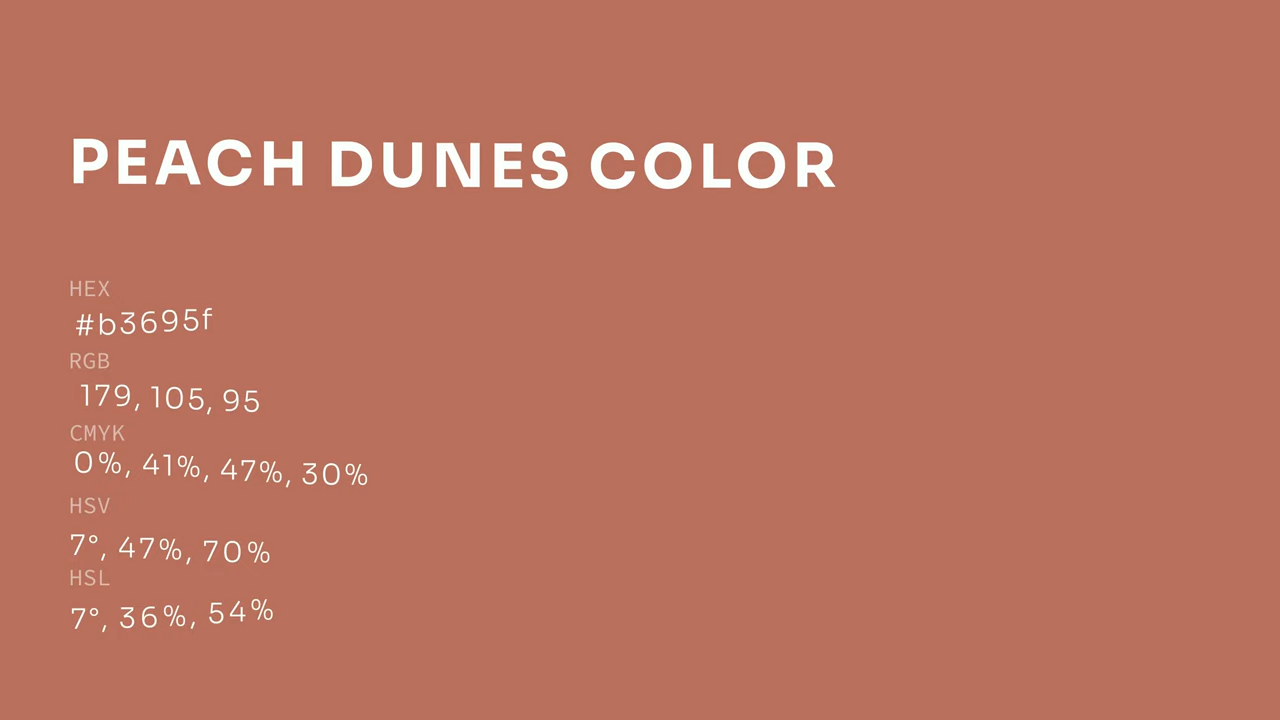 PEACH DUNES COLOR
HEX
#b3695f
RGB
179, 105, 95
CMYK
0%, 41%, 47%, 30%
HSV
7°, 47%, 70%
HSL
7°, 36%, 54%